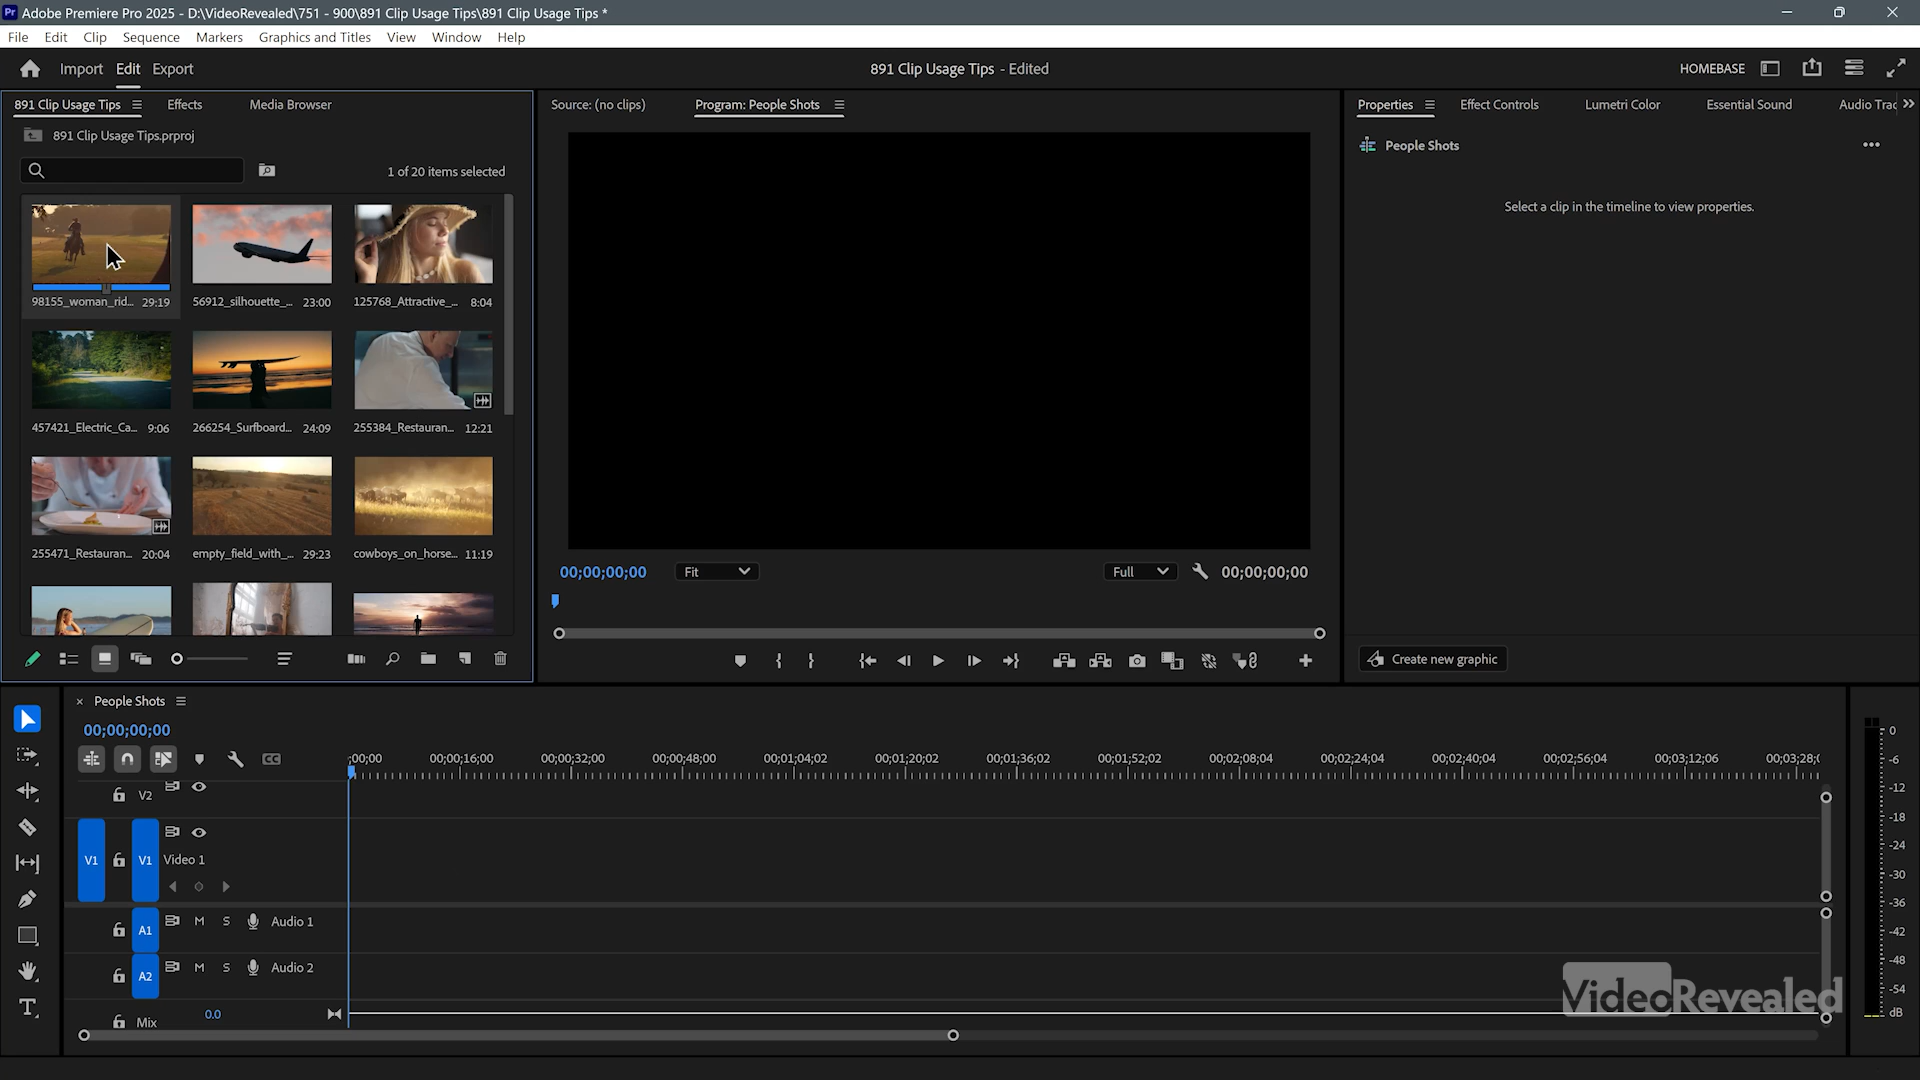 Pr Adobe Premiere Pro 2025 - D:\VideoRevealed\751 - 900\891 Clip Usage Tips\891 Clip Usage Tips *
File Edit Clip Sequence Markers Graphics and Titles View Window Help
Import Edit Export
891 Clip Usage Tips - Edited
HOMEBASE
891 Clip Usage Tips Effects Media Browser
891 Clip Usage Tips.prproj
1 of 20 items selected
98155_woman_rid... 29:19
56912_silhouette_... 23:00
125768_Attractive_... 8:04
457421_Electric_Ca... 9:06
266254_Surfboard... 24:09
255384_Restauran... 12:21
255471_Restauran... 20:04
empty_field_with_... 29:23
cowboys_on_horse... 11:19
Source: (no clips) Program: People Shots
00;00;00;00 Fit Full 00;00;00;00
Properties Effect Controls Lumetri Color Essential Sound Audio Trac
People Shots
Select a clip in the timeline to view properties.
Create new graphic
× People Shots
00;00;00;00
CC
;00;00 00;00;16;00 00;00;32;00 00;00;48;00 00;01;04;02 00;01;20;02 00;01;36;02 00;01;52;02 00;02;08;04 00;02;24;04 00;02;40;04 00;02;56;04 00;03;12;06 00;03;28;0
V2
V1 V1 Video 1
A1 M S Audio 1
A2 M S Audio 2
Mix 0.0
T
0
-6
-12
-18
-24
-30
-36
-42
-48
-54
dB
VideoRevealed